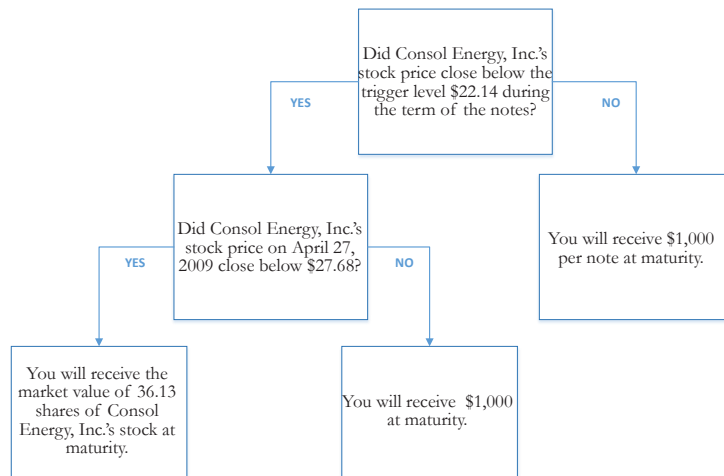 Did Consol Energy, Inc.'s
stock price close below the
trigger level $22.14 during
the term of the notes?
YES
NO
Did Consol Energy, Inc.'s
stock price on April 27,
2009 close below $27.68?
You will receive $1,000
per note at maturity.
YES
NO
You will receive the
market value of 36.13
shares of Consol
Energy, Inc.'s stock at
maturity.
You will receive $1,000
at maturity.